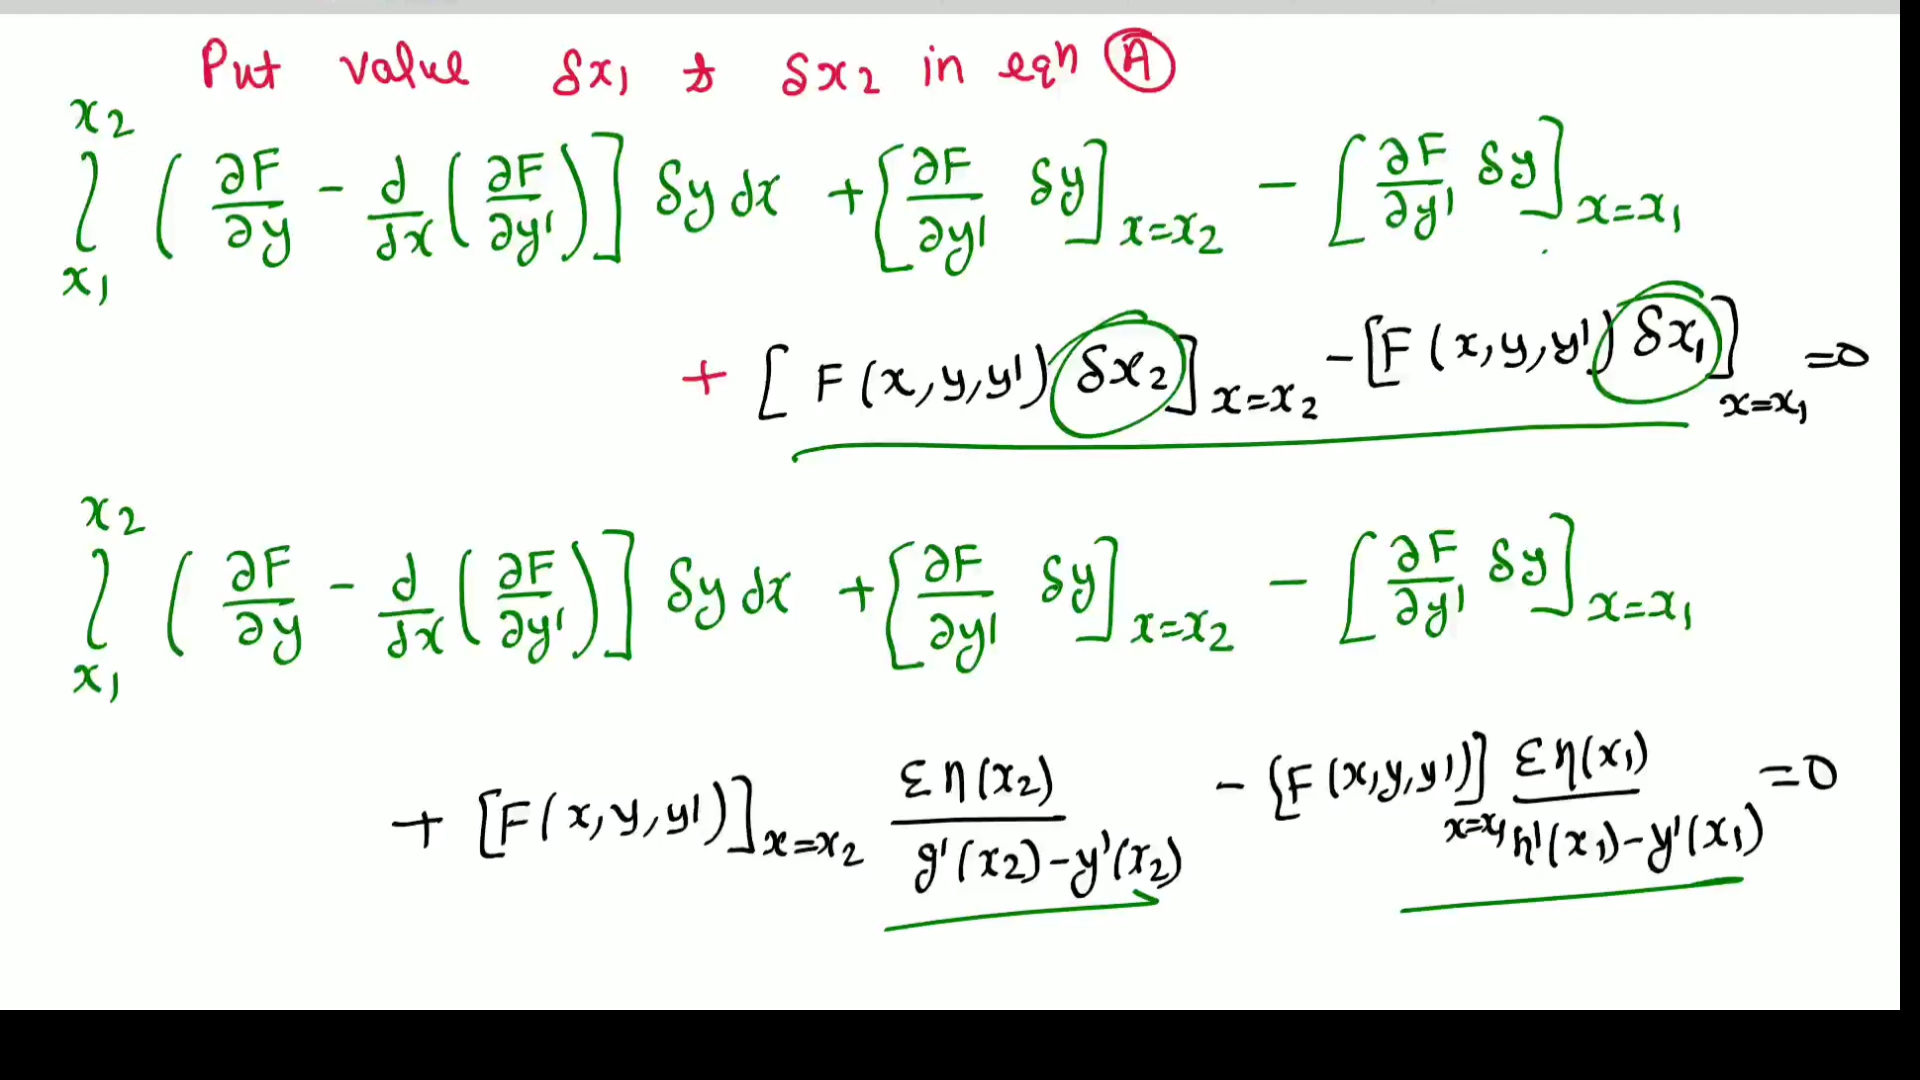 Put value δx₁ & δx₂ in eqn Ⓐ
∫_{x₁}^{x₂} ( ∂F/∂y - d/dx ( ∂F/∂y' ) ] δy dx + [ ∂F/∂y' δy ]_{x=x₂} - [ ∂F/∂y' δy ]_{x=x₁}
+ [ F(x,y,y') δx₂ ]_{x=x₂} - [ F(x,y,y') δx₁ ]_{x=x₁} =0
∫_{x₁}^{x₂} ( ∂F/∂y - d/dx ( ∂F/∂y' ) ] δy dx + [ ∂F/∂y' δy ]_{x=x₂} - [ ∂F/∂y' δy ]_{x=x₁}
+ [F(x,y,y')]_{x=x₂} εη(x₂)/g'(x₂)-y'(x₂) - [F(x,y,y')]_{x=x₁} εη(x₁)/h'(x₁)-y'(x₁) =0